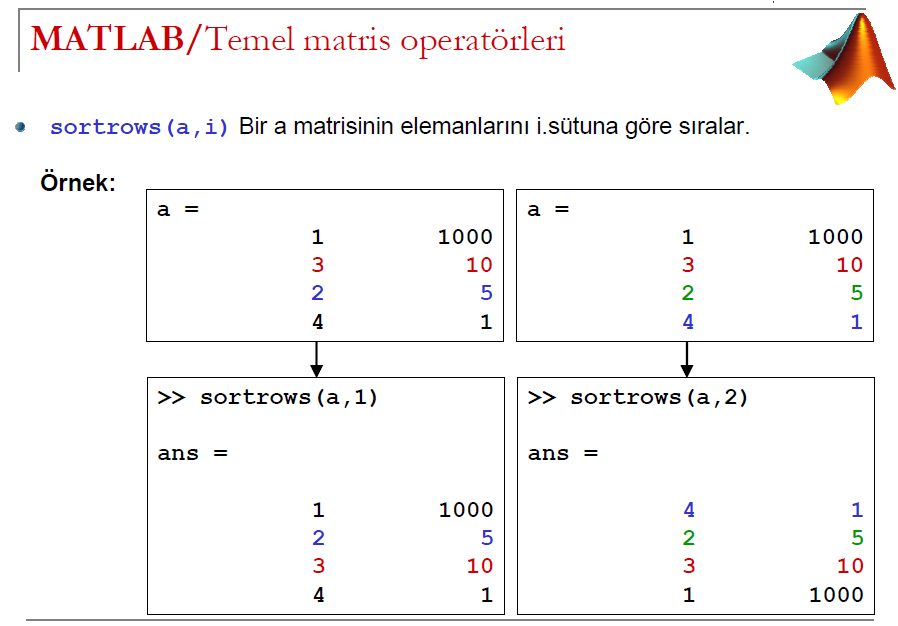 MATLAB/Temel matris operatörleri
sortrows(a,i) Bir a matrisinin elemanlarını i.sütuna göre sıralar.
Örnek:
a =
1 1000
3 10
2 5
4 1
>> sortrows(a,1)
ans =
1 1000
2 5
3 10
4 1
a =
1 1000
3 10
2 5
4 1
>> sortrows(a,2)
ans =
4 1
2 5
3 10
1 1000